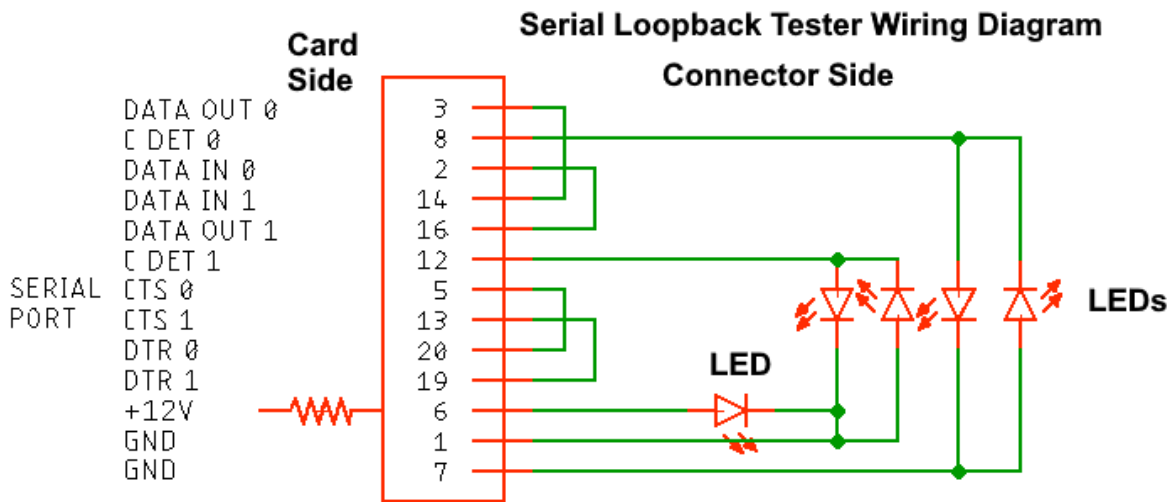 Serial Loopback Tester Wiring Diagram
Card
Side
Connector Side
DATA OUT 0 3
C DET 0 8
DATA IN 0 2
DATA IN 1 14
DATA OUT 1 16
C DET 1 12
SERIAL
PORT
CTS 0 5
CTS 1 13
DTR 0 20
DTR 1 19
+12V 6
GND 1
GND 7
LED
LEDs